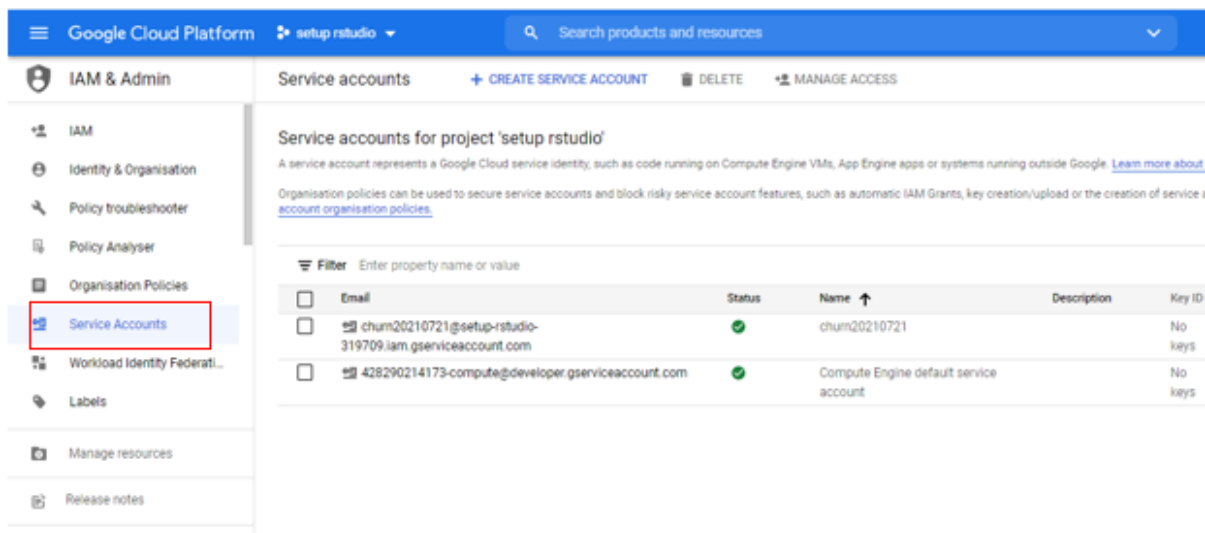 Google Cloud Platform setup rstudio Search products and resources
IAM & Admin
Service accounts + CREATE SERVICE ACCOUNT DELETE MANAGE ACCESS
IAM
Identity & Organisation
Policy troubleshooter
Policy Analyser
Organisation Policies
Service Accounts
Workload Identity Federati...
Labels
Manage resources
Release notes
Service accounts for project 'setup rstudio'
A service account represents a Google Cloud service identity, such as code running on Compute Engine VMs, App Engine apps or systems running outside Google. Learn more about
Organisation policies can be used to secure service accounts and block risky service account features, such as automatic IAM Grants, key creation/upload or the creation of service a
account organisation policies.
Filter Enter property name or value
Email Status Name Description Key ID
churn20210721@setup-rstudio-
319709.iam.gserviceaccount.com
churn20210721
No
keys
428290214173-compute@developer.gserviceaccount.com
Compute Engine default service
account
No
keys